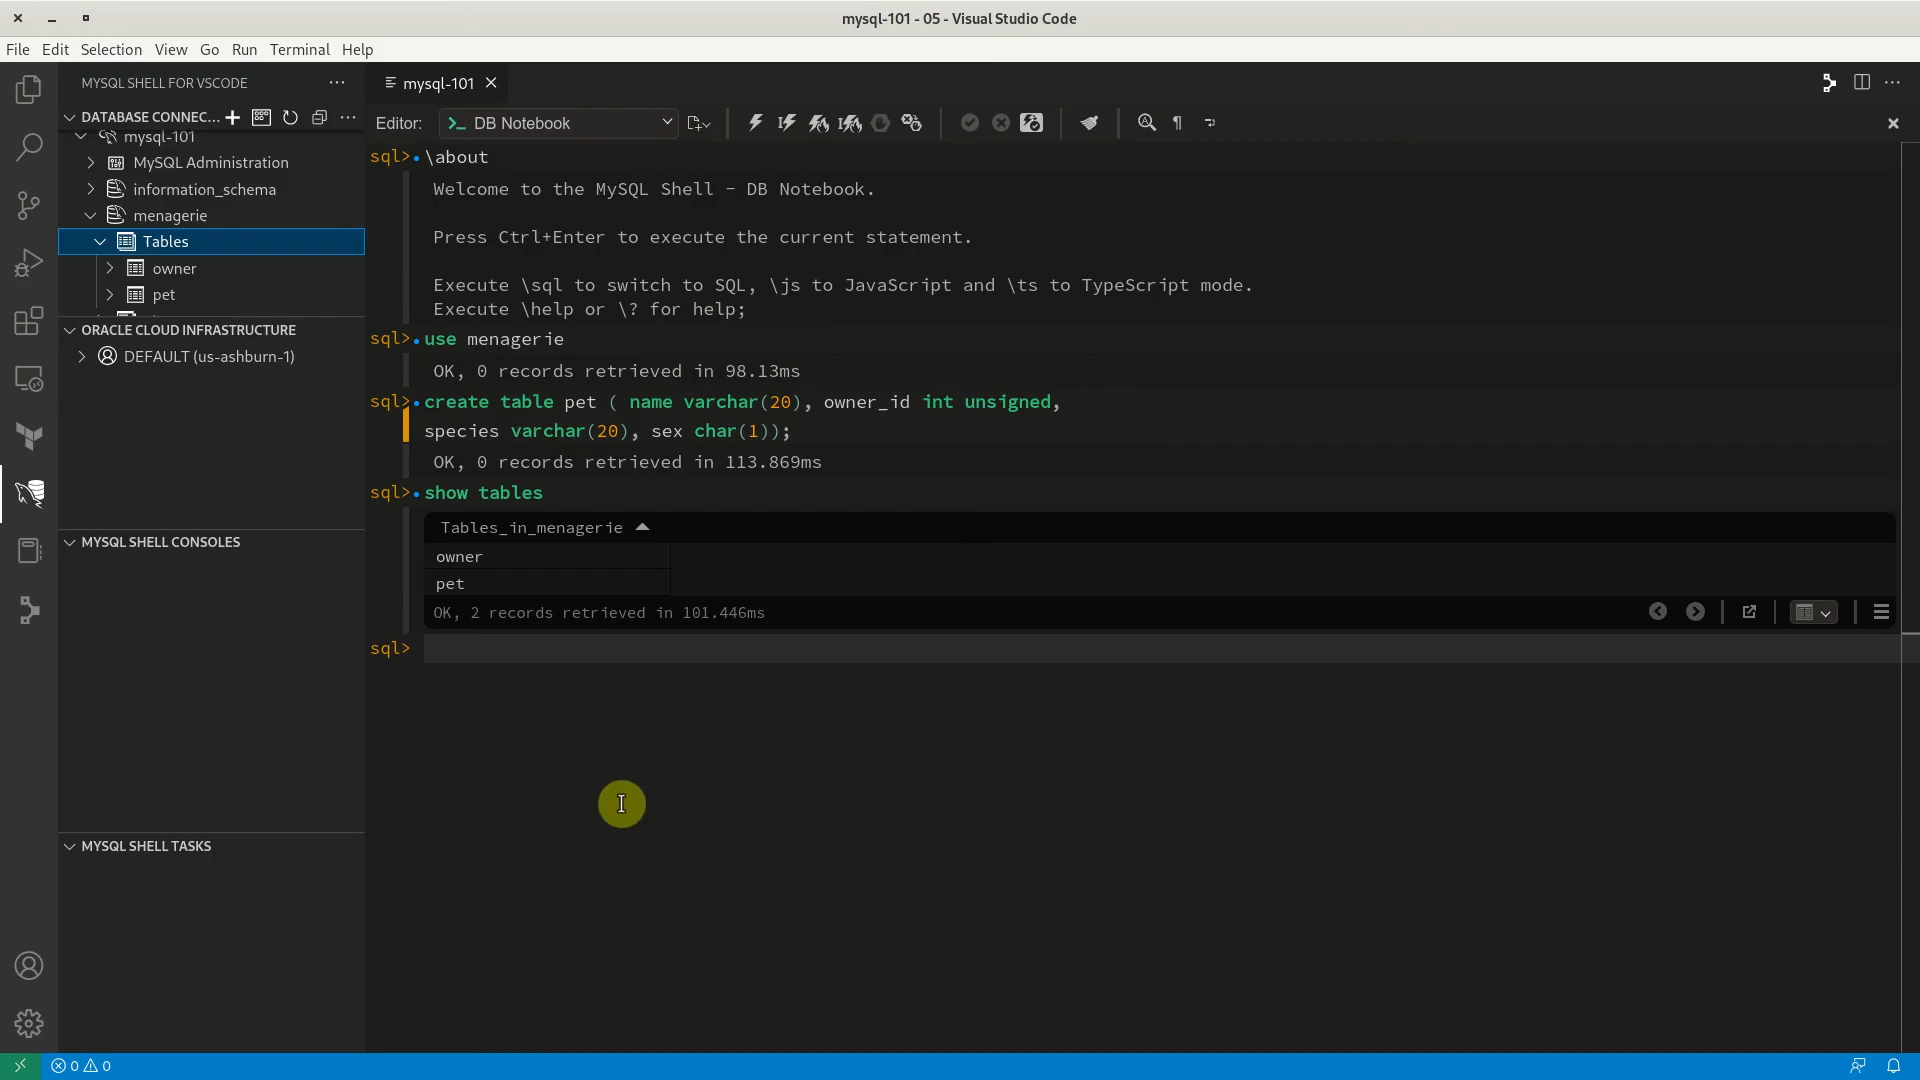 mysql-101 - 05 - Visual Studio Code
File Edit Selection View Go Run Terminal Help
MYSQL SHELL FOR VSCODE
mysql-101
DATABASE CONNEC...
Editor: DB Notebook
mysql-101
MySQL Administration
information_schema
menagerie
Tables
owner
pet
ORACLE CLOUD INFRASTRUCTURE
DEFAULT (us-ashburn-1)
MYSQL SHELL CONSOLES
MYSQL SHELL TASKS
sql> \about
Welcome to the MySQL Shell - DB Notebook.
Press Ctrl+Enter to execute the current statement.
Execute \sql to switch to SQL, \js to JavaScript and \ts to TypeScript mode.
Execute \help or \? for help;
sql> use menagerie
OK, 0 records retrieved in 98.13ms
sql> create table pet ( name varchar(20), owner_id int unsigned,
species varchar(20), sex char(1));
OK, 0 records retrieved in 113.869ms
sql> show tables
Tables_in_menagerie
owner
pet
OK, 2 records retrieved in 101.446ms
sql>
0 0